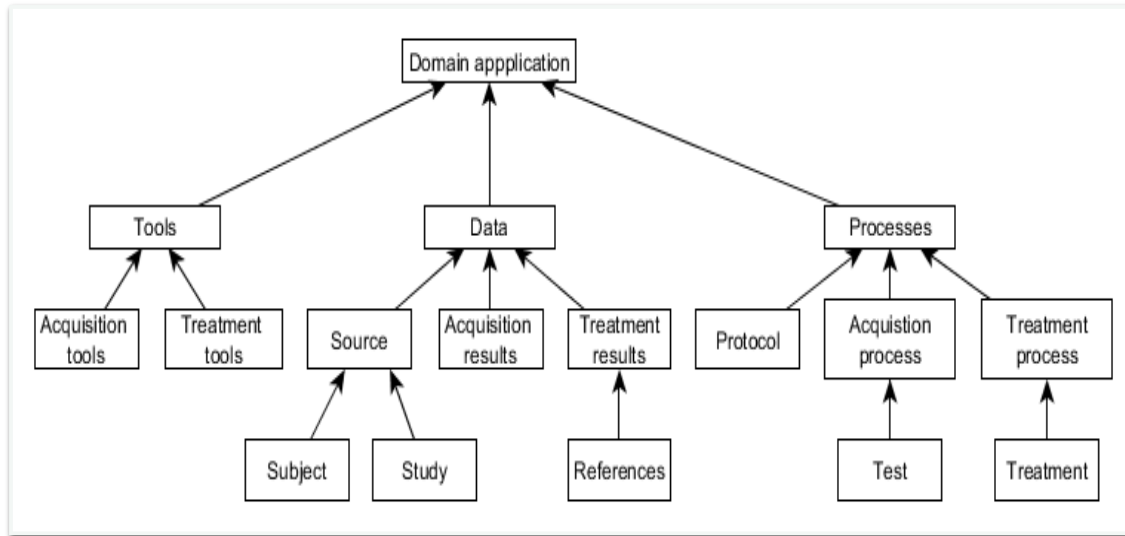 Domain appplication
Tools
Data
Processes
Acquisition
tools
Treatment
tools
Source
Acquisition
results
Treatment
results
Protocol
Acquistion
process
Treatment
process
Subject
Study
References
Test
Treatment